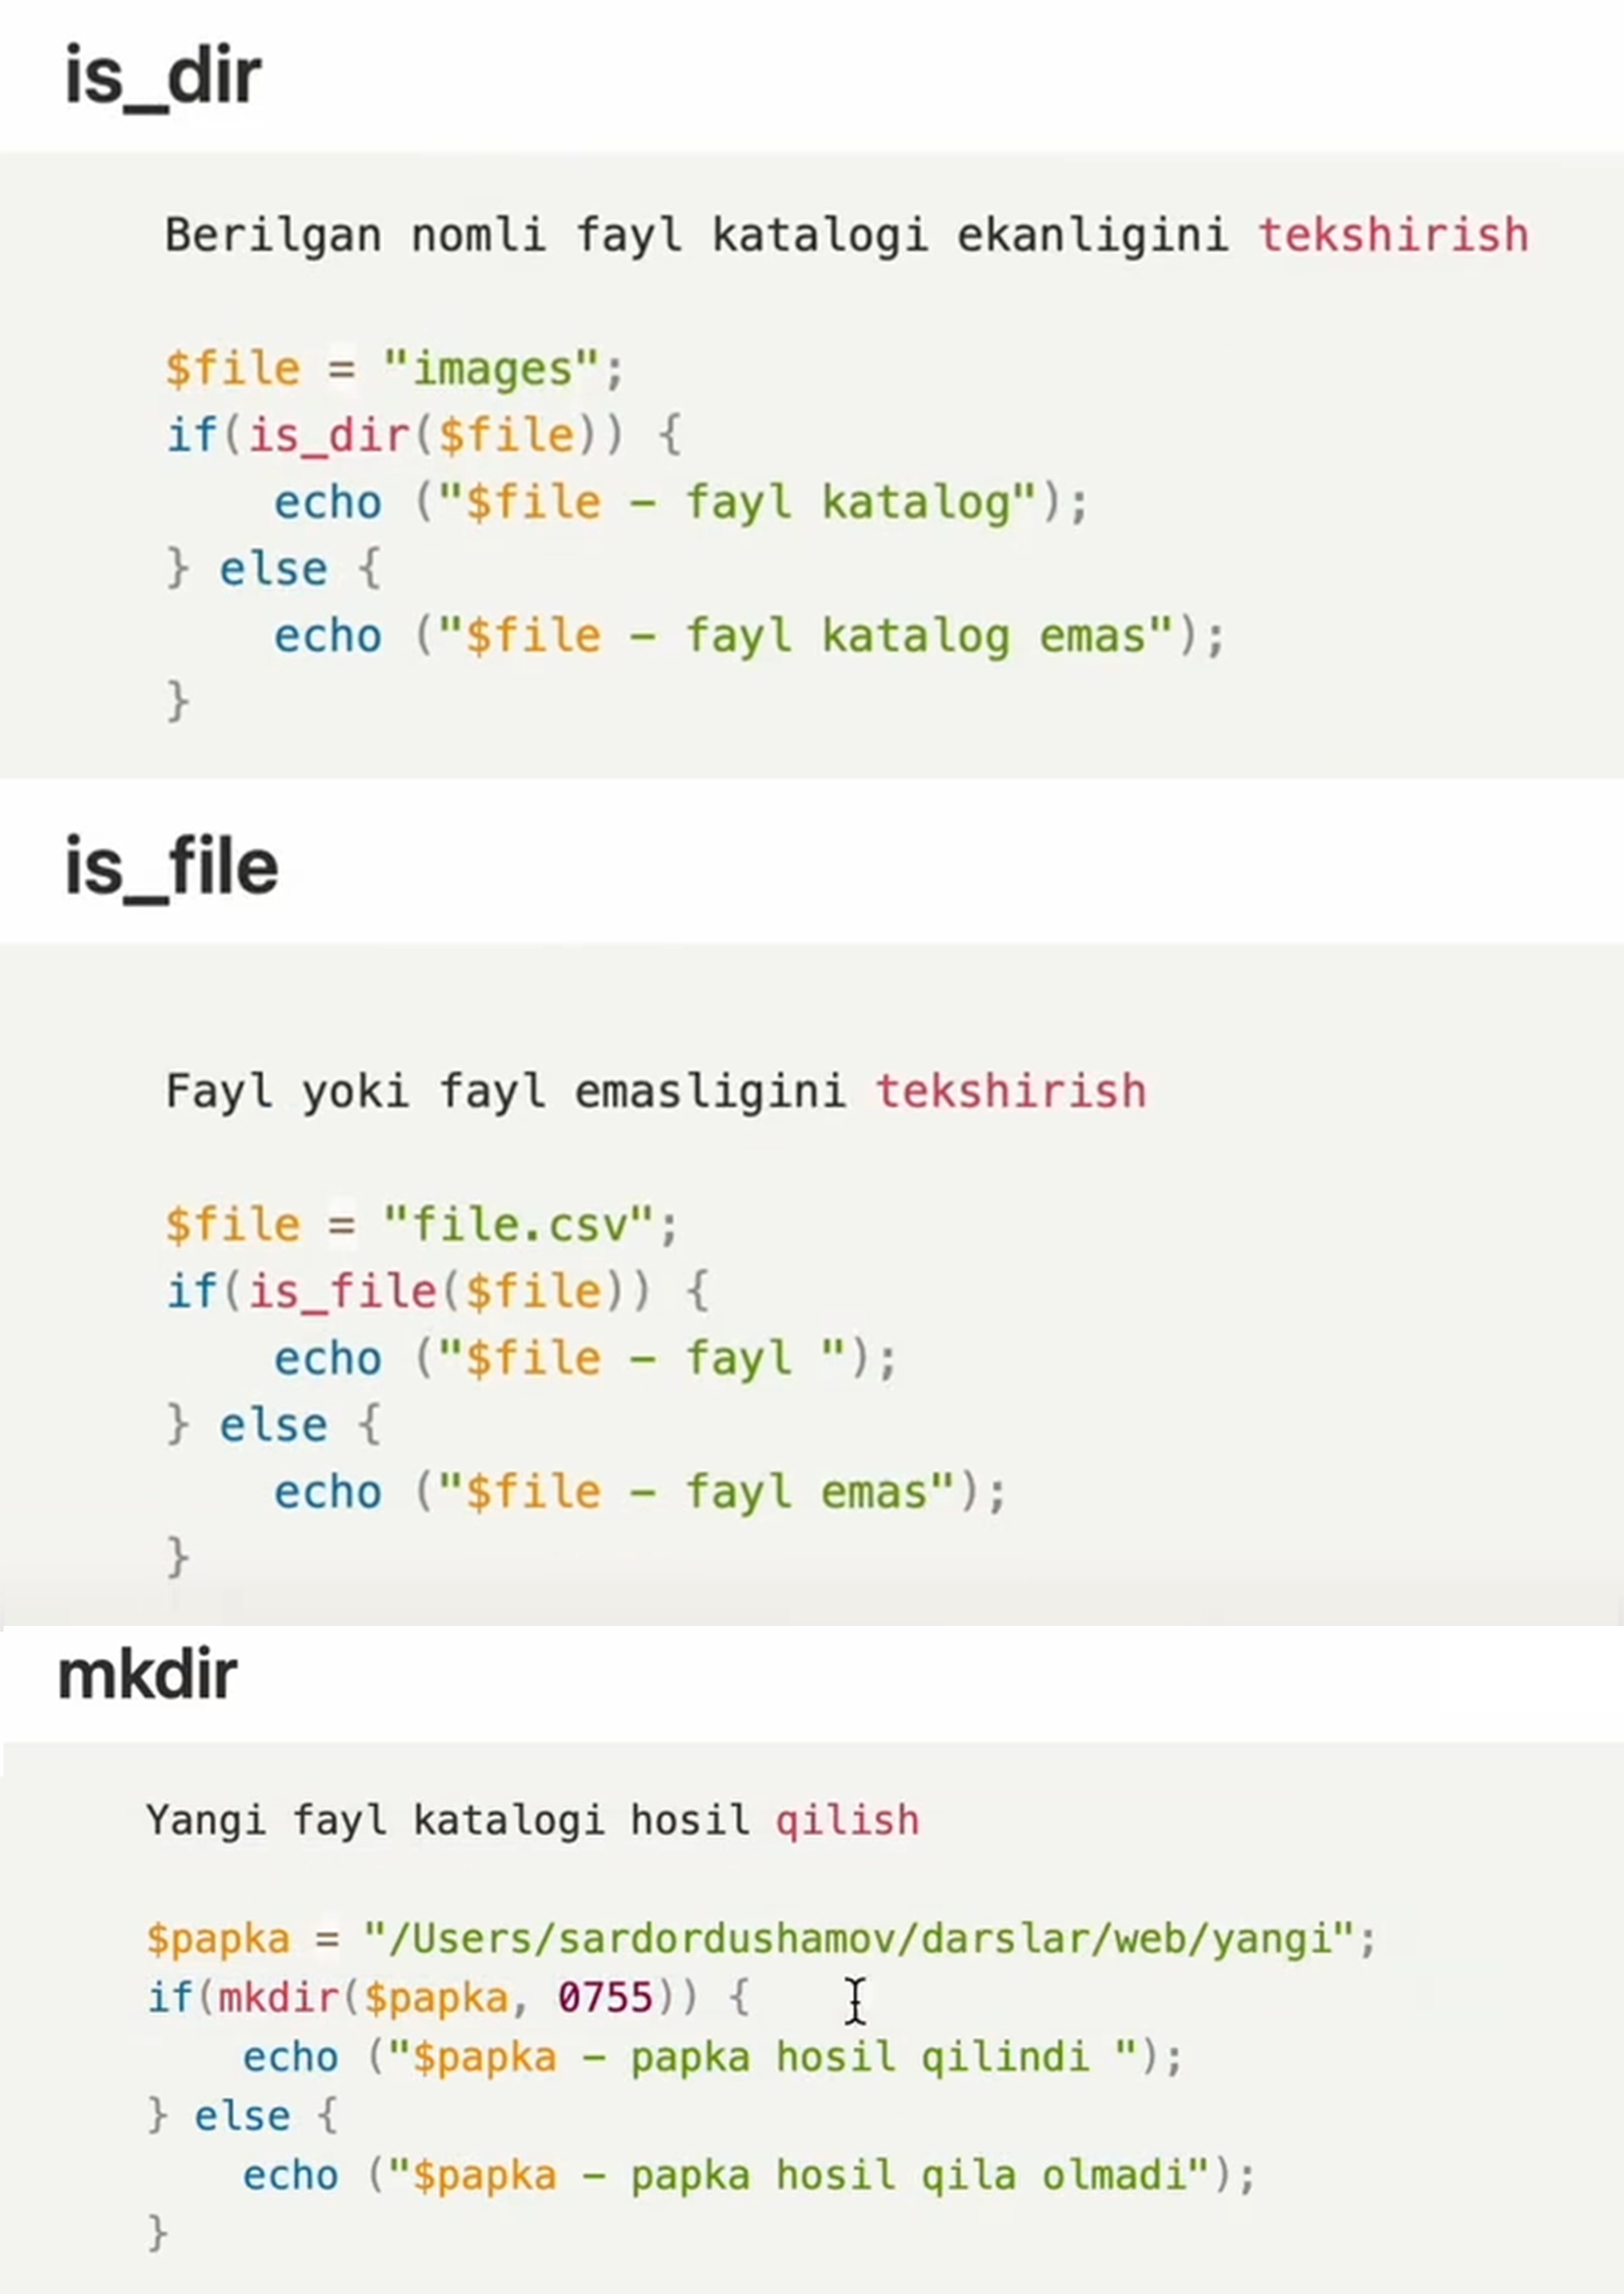 is_dir
Berilgan nomli fayl katalogi ekanligini tekshirish
$file = "images";
if(is_dir($file)) {
    echo ("$file - fayl katalog");
} else {
    echo ("$file - fayl katalog emas");
}
is_file
Fayl yoki fayl emasligini tekshirish
$file = "file.csv";
if(is_file($file)) {
    echo ("$file - fayl ");
} else {
    echo ("$file - fayl emas");
}
mkdir
Yangi fayl katalogi hosil qilish
$papka = "/Users/sardordushamov/darslar/web/yangi";
if(mkdir($papka, 0755)) {
    echo ("$papka - papka hosil qilindi ");
} else {
    echo ("$papka - papka hosil qila olmadi");
}